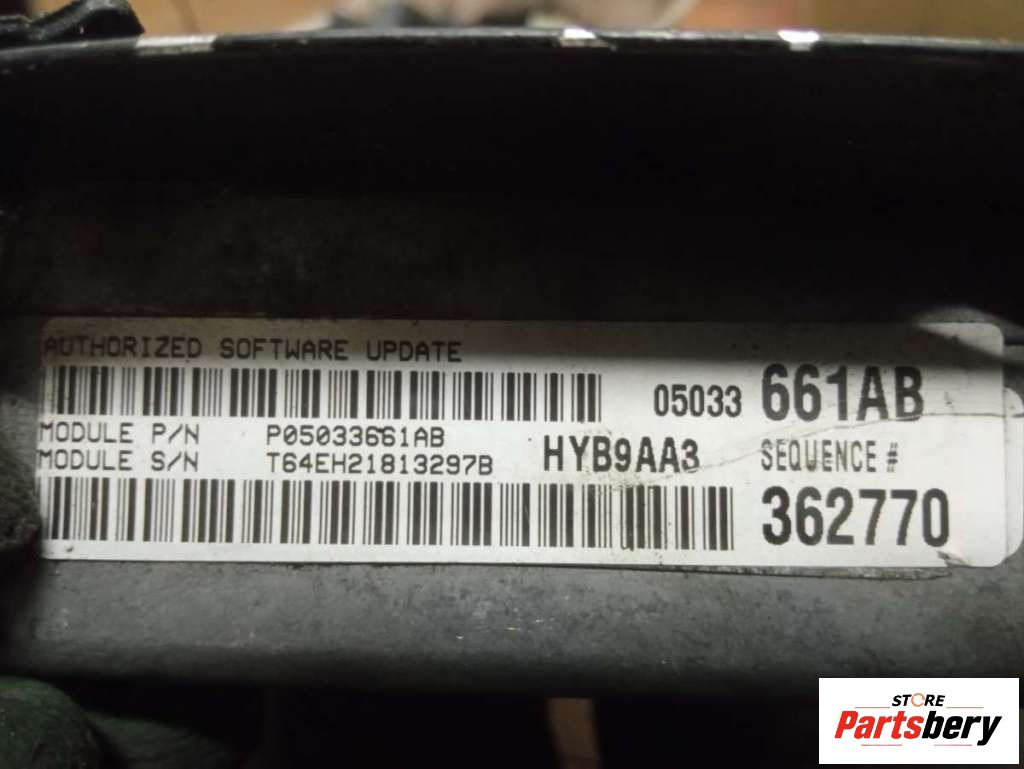 AUTHORIZED SOFTWARE UPDATE
05033 661AB
MODULE P/N P05033661AB
MODULE S/N T64EH21813297B
HYB9AA3 SEQUENCE #
362770
STORE
Partsbery